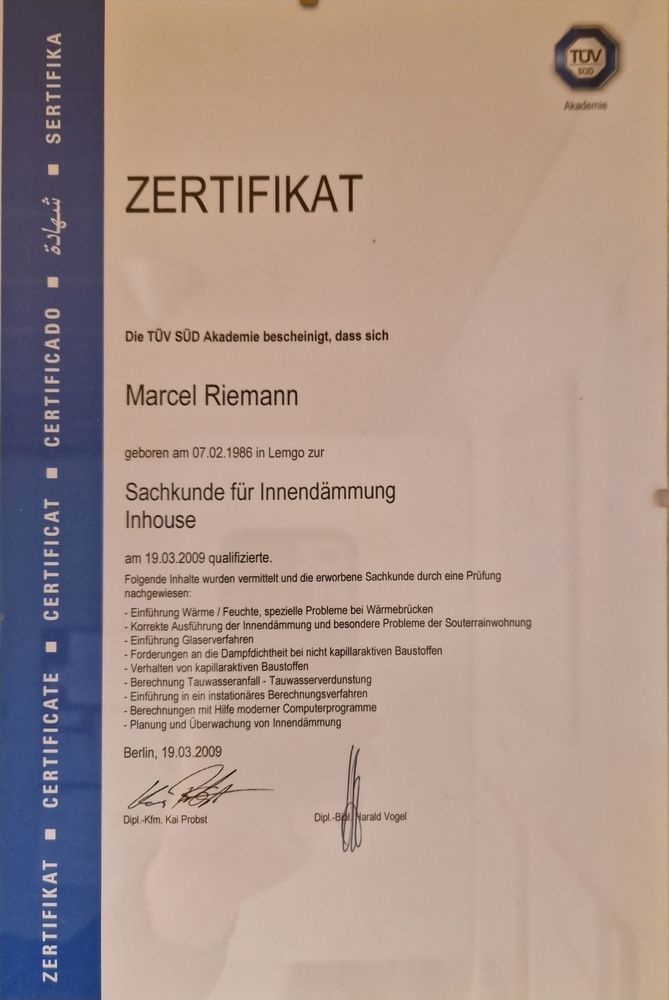 TÜV
SÜD
Akademie
ZERTIFIKAT
Die TÜV SÜD Akademie bescheinigt, dass sich
Marcel Riemann
geboren am 07.02.1986 in Lemgo zur
Sachkunde für Innendämmung
Inhouse
am 19.03.2009 qualifizierte.
Folgende Inhalte wurden vermittelt und die erworbene Sachkunde durch eine Prüfung
nachgewiesen:
- Einführung Wärme / Feuchte, spezielle Probleme bei Wärmebrücken
- Korrekte Ausführung der Innendämmung und besondere Probleme der Souterrainwohnung
- Einführung Glaserverfahren
- Forderungen an die Dampfdichtheit bei nicht kapillaraktiven Baustoffen
- Verhalten von kapillaraktiven Baustoffen
- Berechnung Tauwasseranfall - Tauwasserverdunstung
- Einführung in ein instationäres Berechnungsverfahren
- Berechnungen mit Hilfe moderner Computerprogramme
- Planung und Überwachung von Innendämmung
Berlin, 19.03.2009
Dipl.-Kfm. Kai Probst
Harald Vogel
ZERTIFIKAT ■ CERTIFICATE ■ CERTIFICAT ■ CERTIFICADO ■ شهادة ■ SERTIFIKA